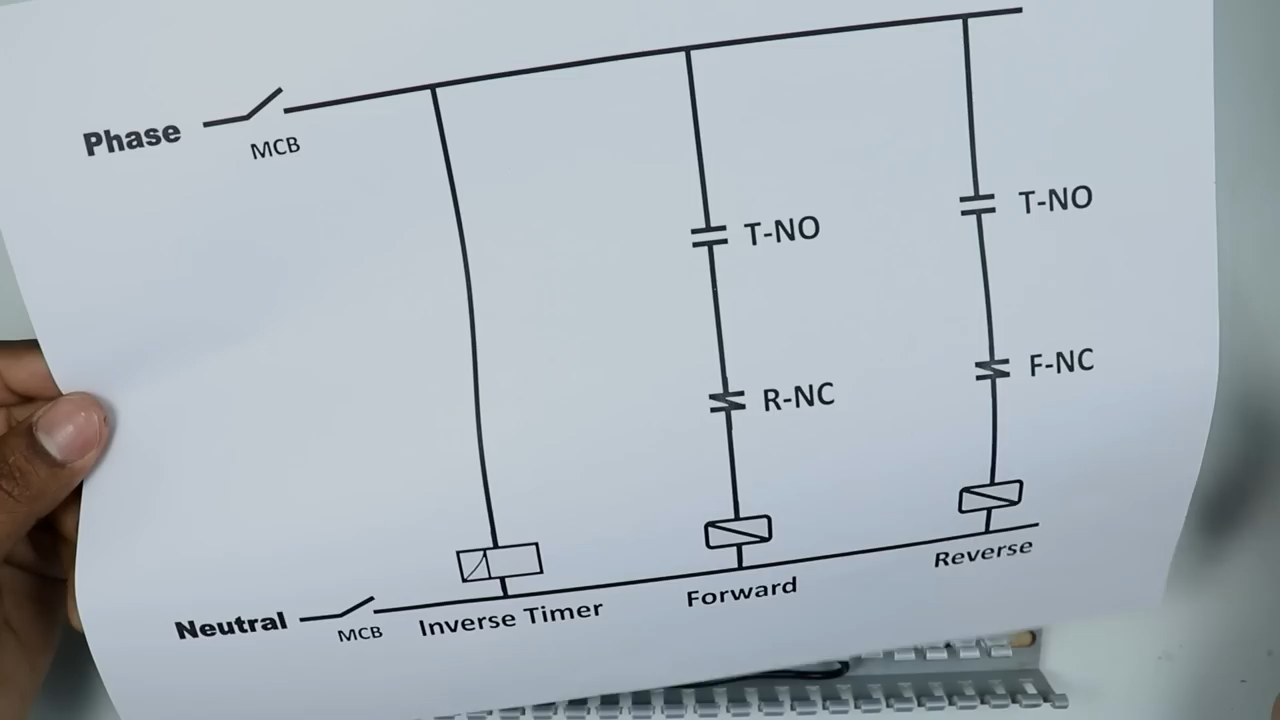 Phase
MCB
T-NO
T-NO
R-NC
F-NC
Neutral
MCB
Inverse Timer
Forward
Reverse